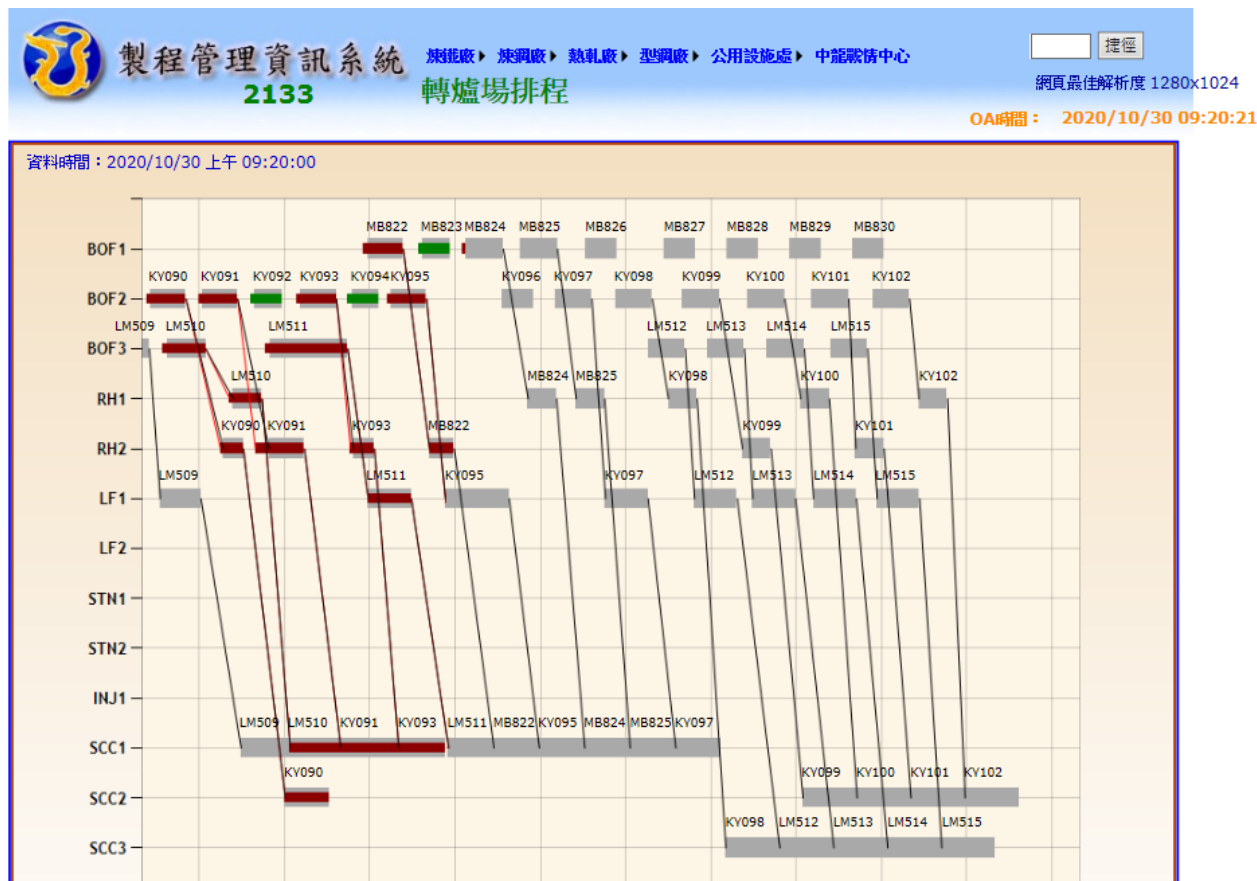 製程管理資訊系統
煉鐵廠 煉鋼廠 熱軋廠 型鋼廠 公用設施處 中龍戰情中心
捷徑
2133
轉爐場排程
網頁最佳解析度 1280x1024
OA時間： 2020/10/30 09:20:21
資料時間：2020/10/30 上午 09:20:00
MB822 MB823 MB824 MB825 MB826 MB827 MB828 MB829 MB830
BOF1
KY090 KY091 KY092 KY093 KY094 KY095 KY096 KY097 KY098 KY099 KY100 KY101 KY102
BOF2
LM509 LM510 LM511 LM512 LM513 LM514 LM515
BOF3
LM510 MB824 MB825 KY098 KY100 KY102
RH1
KY090 KY091 KY093 MB822 KY099 KY101
RH2
LM509 LM511 KY095 KY097 LM512 LM513 LM514 LM515
LF1
LF2
STN1
STN2
INJ1
LM509 LM510 KY091 KY093 LM511 MB822 KY095 MB824 MB825 KY097
SCC1
KY090 KY099 KY100 KY101 KY102
SCC2
KY098 LM512 LM513 LM514 LM515
SCC3